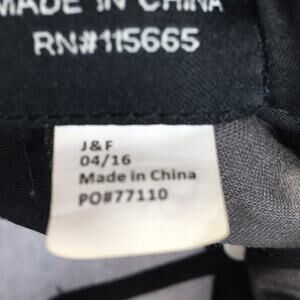 MADE IN CHINA
RN#115665
J&F
04/16
Made in China
PO#77110